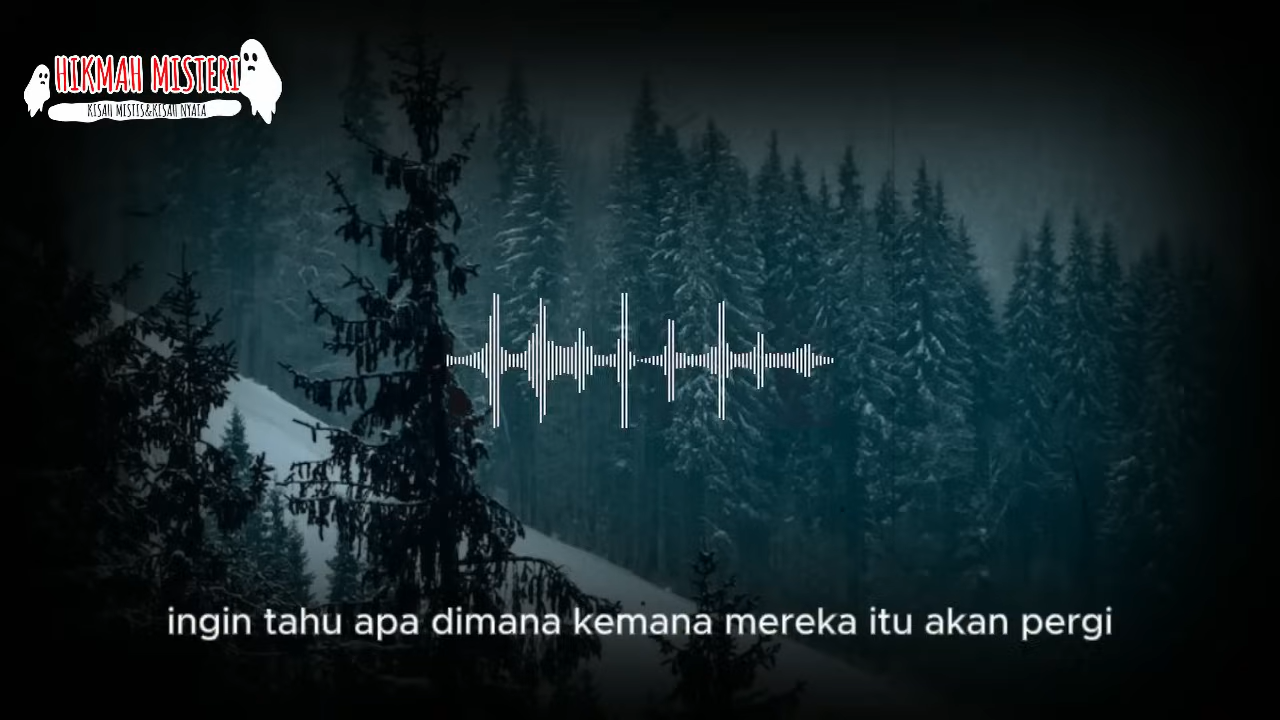 HIKMAH MISTERI
KISAH MISTIS&KISAH NYATA
ingin tahu apa dimana kemana mereka itu akan pergi